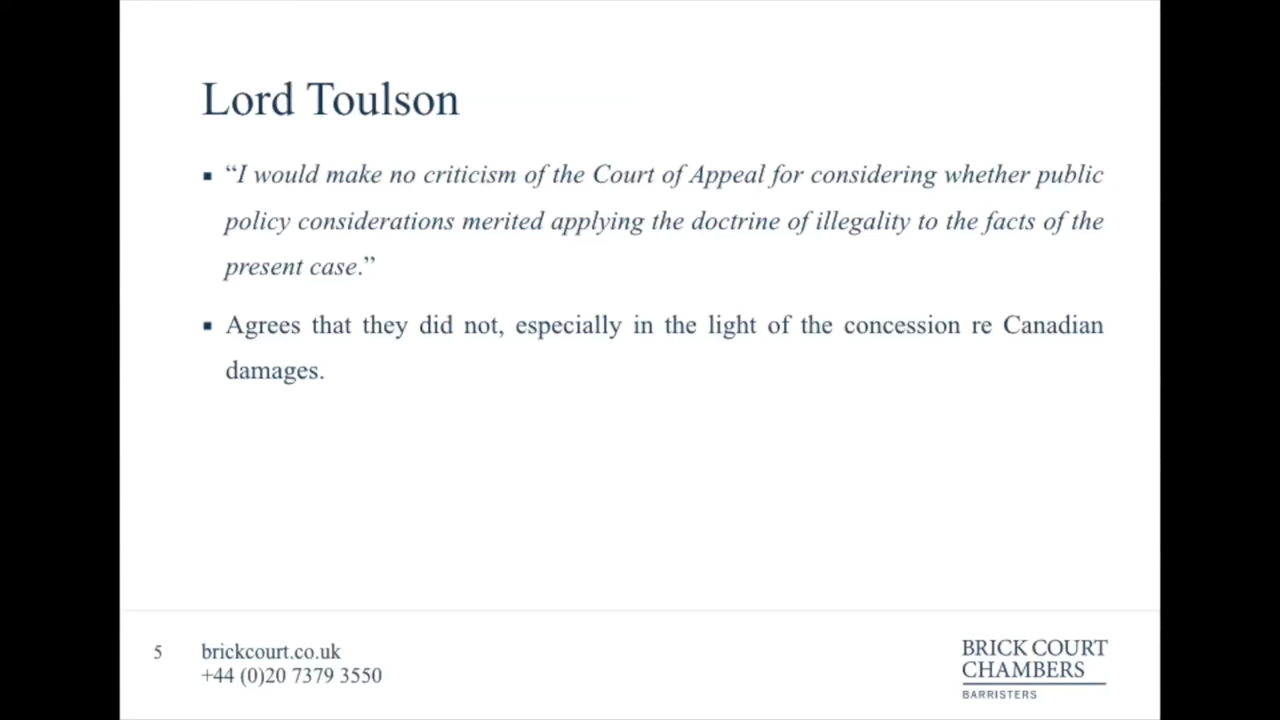 Lord Toulson
▪ “I would make no criticism of the Court of Appeal for considering whether public
policy considerations merited applying the doctrine of illegality to the facts of the
present case.”
▪ Agrees that they did not, especially in the light of the concession re Canadian
damages.
5
brickcourt.co.uk
+44 (0)20 7379 3550
BRICK COURT
CHAMBERS
BARRISTERS